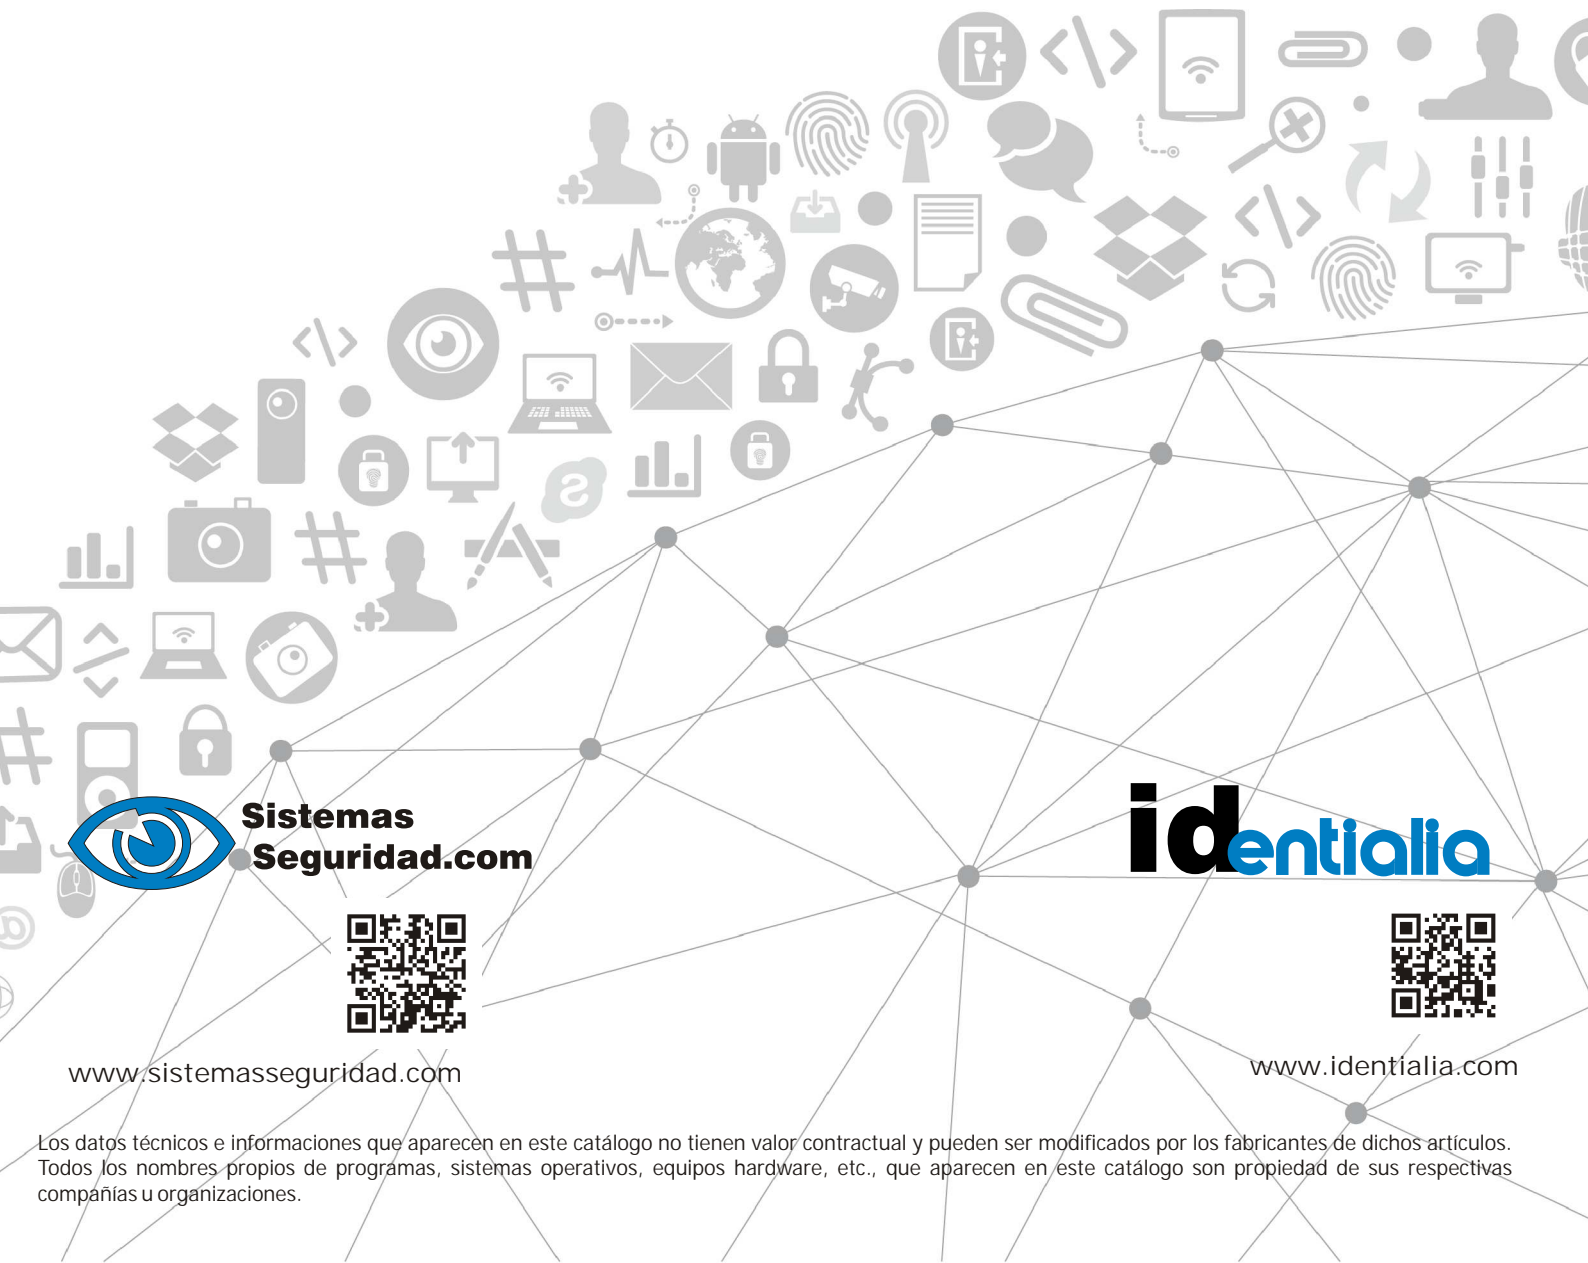 Sistemas
Seguridad.com
identialia
www.sistemasseguridad.com
www.identialia.com
Los datos técnicos e informaciones que aparecen en este catálogo no tienen valor contractual y pueden ser modificados por los fabricantes de dichos artículos.
Todos los nombres propios de programas, sistemas operativos, equipos hardware, etc., que aparecen en este catálogo son propiedad de sus respectivas
compañías u organizaciones.